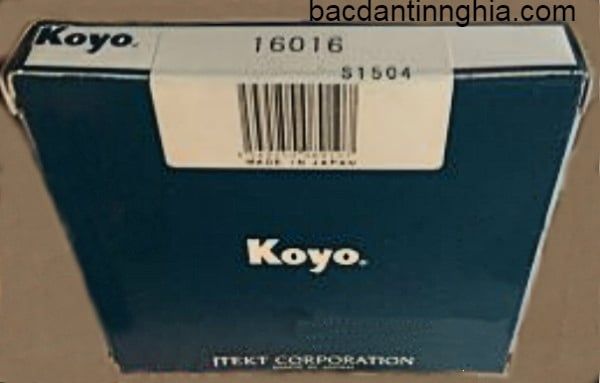 bacdantinnghia.com
Koyo.
16016
S1504
MADE IN JAPAN
Koyo.
JTEKT CORPORATION